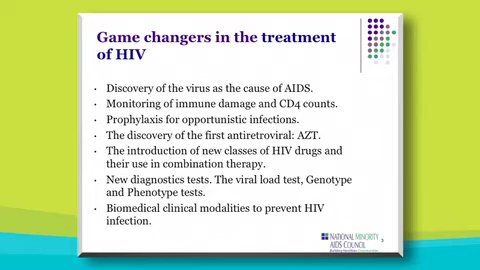 Game changers in the treatment
of HIV
· Discovery of the virus as the cause of AIDS.
· Monitoring of immune damage and CD4 counts.
· Prophylaxis for opportunistic infections.
· The discovery of the first antiretroviral: AZT.
· The introduction of new classes of HIV drugs and
their use in combination therapy.
· New diagnostics tests. The viral load test, Genotype
and Phenotype tests.
· Biomedical clinical modalities to prevent HIV
infection.
NATIONAL MINORITY
AIDS COUNCIL
3